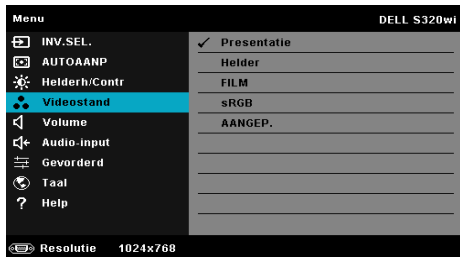 Menu DELL S320wi
INV.SEL.
AUTOAANP
Helderh/Contr
Videostand
Volume
Audio-input
Gevorderd
Taal
? Help
✓ Presentatie
Helder
FILM
sRGB
AANGEP.
Resolutie 1024x768